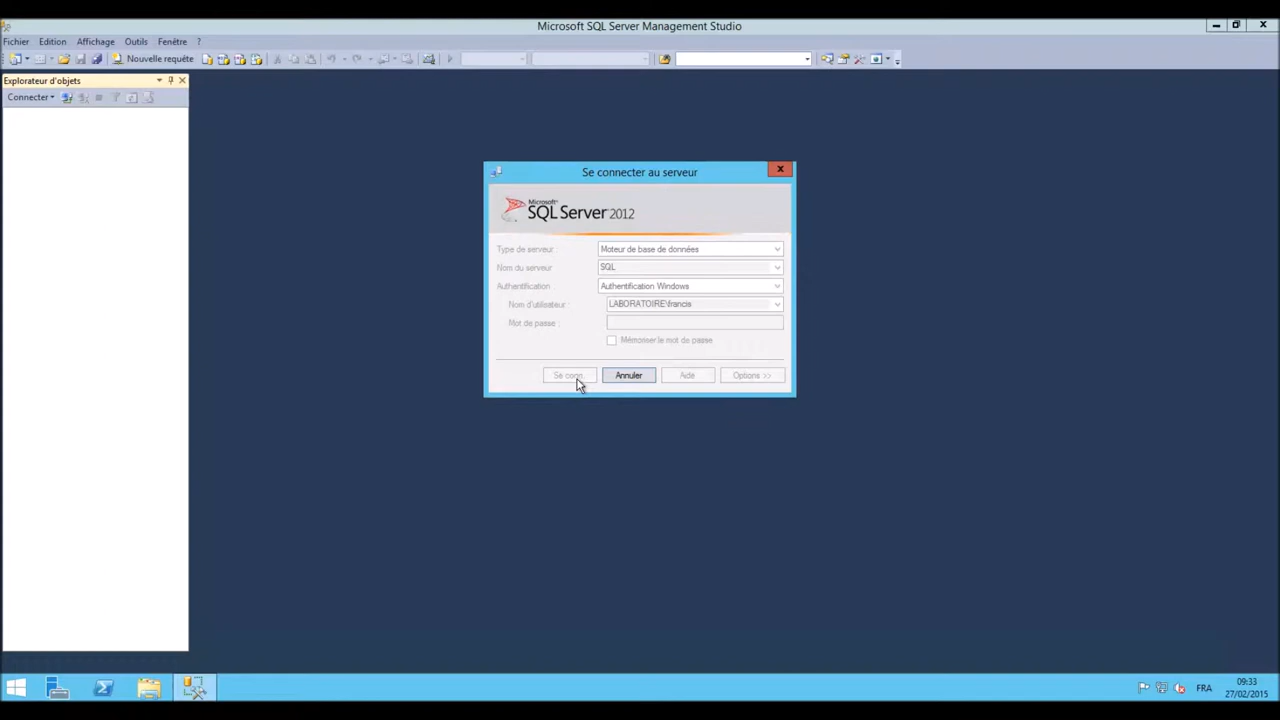 Microsoft SQL Server Management Studio
Fichier Edition Affichage Outils Fenêtre ?
Nouvelle requête
Explorateur d'objets
Connecter
Se connecter au serveur
Microsoft
SQL Server 2012
Type de serveur : Moteur de base de données
Nom du serveur SQL
Authentification Authentification Windows
Nom d'utilisateur : LABORATOIRE\francis
Mot de passe :
Mémoriser le mot de passe
Se conn. Annuler Aide Options >>
FRA
09:33
27/02/2015